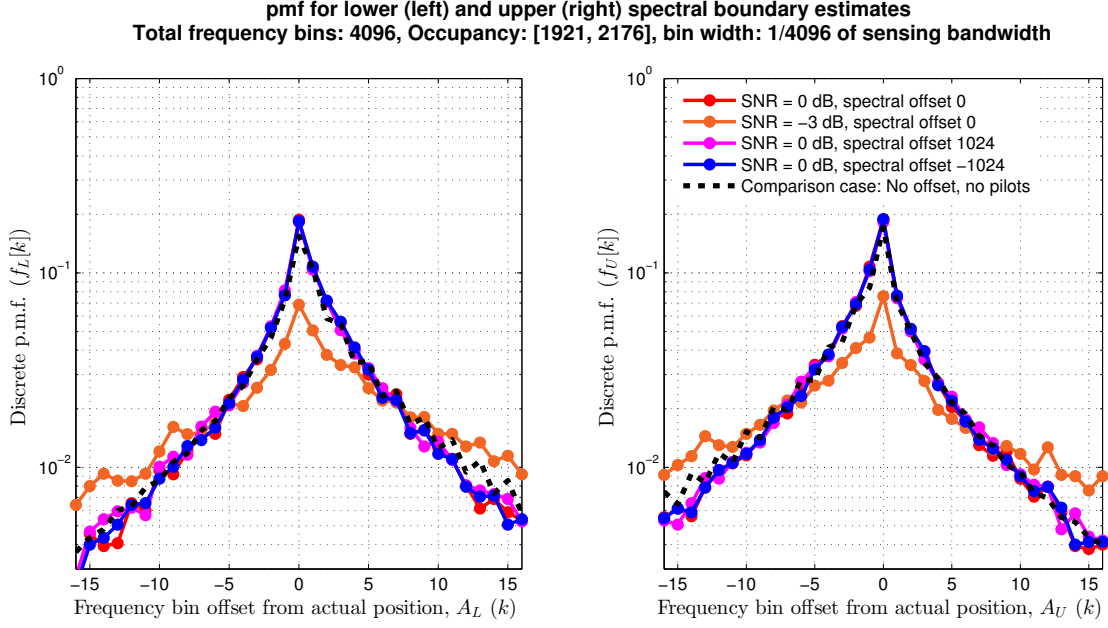 pmf for lower (left) and upper (right) spectral boundary estimates
Total frequency bins: 4096, Occupancy: [1921, 2176], bin width: 1/4096 of sensing bandwidth
10^0
10^−1
10^−2
Discrete p.m.f. (f_L[k])
−15 −10 −5 0 5 10 15
Frequency bin offset from actual position, A_L (k)
10^0
10^−1
10^−2
Discrete p.m.f. (f_U[k])
SNR = 0 dB, spectral offset 0
SNR = −3 dB, spectral offset 0
SNR = 0 dB, spectral offset 1024
SNR = 0 dB, spectral offset −1024
Comparison case: No offset, no pilots
−15 −10 −5 0 5 10 15
Frequency bin offset from actual position, A_U (k)